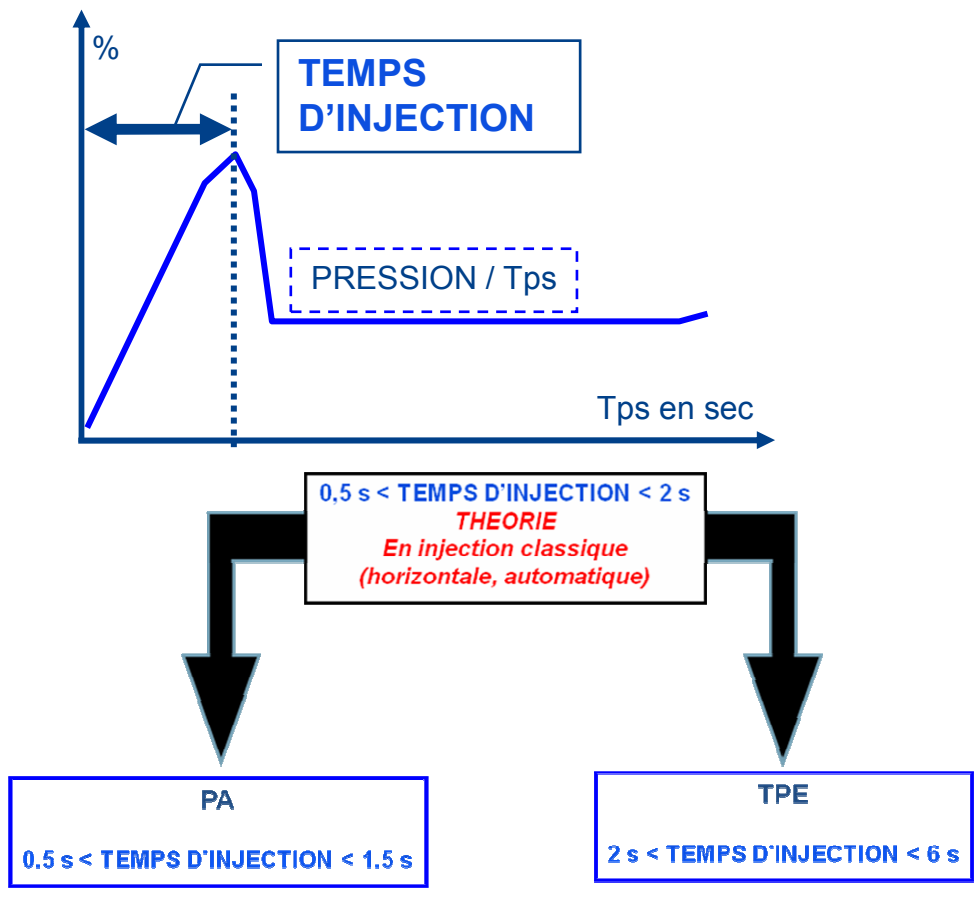 %
TEMPS
D’INJECTION
PRESSION / Tps
Tps en sec
0,5 s < TEMPS D’INJECTION < 2 s
THEORIE
En injection classique
(horizontale, automatique)
PA
0.5 s < TEMPS D’INJECTION < 1.5 s
TPE
2 s < TEMPS D’INJECTION < 6 s